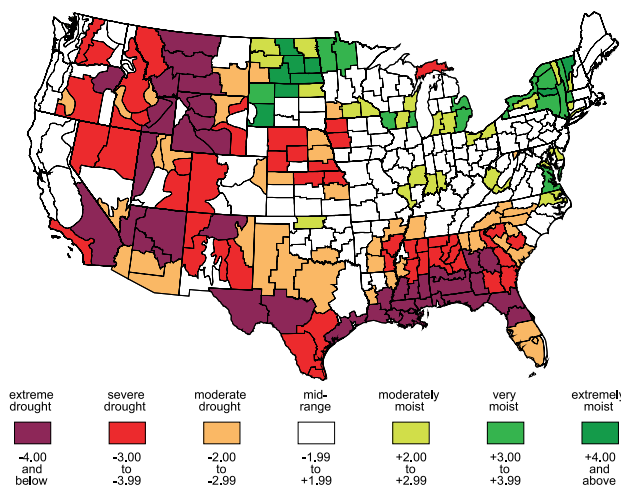 extreme drought
severe drought
moderate drought
mid-range
moderately moist
very moist
extremely moist
-4.00 and below
-3.00 to -3.99
-2.00 to -2.99
-1.99 to +1.99
+2.00 to +2.99
+3.00 to +3.99
+4.00 and above